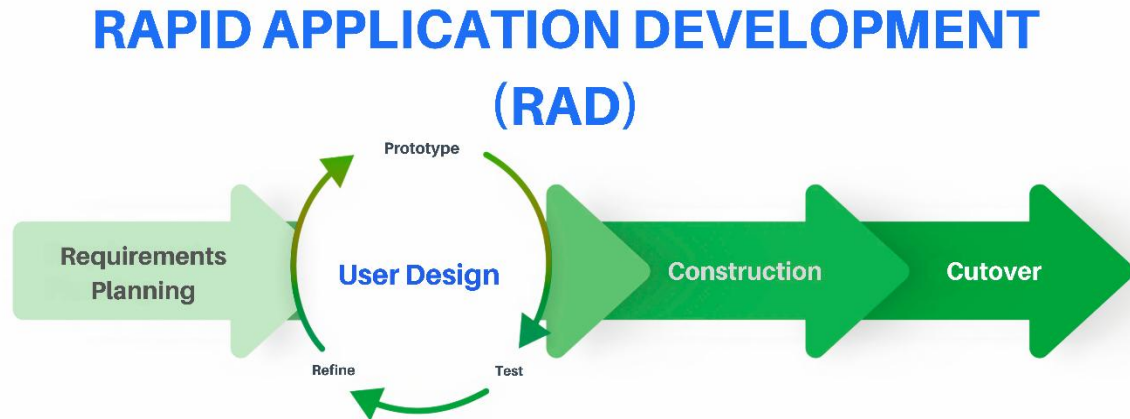 RAPID APPLICATION DEVELOPMENT
(RAD)
Prototype
Requirements
Planning
User Design
Construction
Cutover
Refine
Test